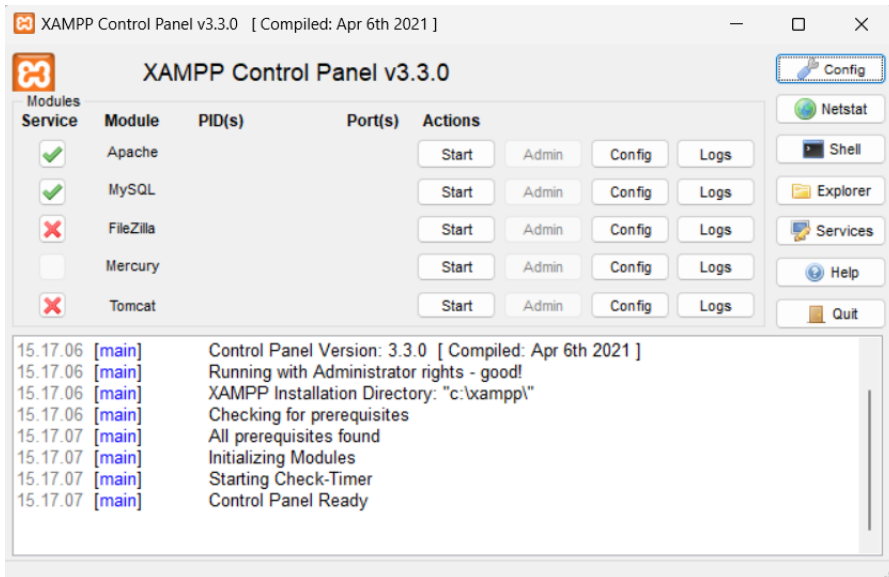 XAMPP Control Panel v3.3.0 [ Compiled: Apr 6th 2021 ]
XAMPP Control Panel v3.3.0
Config
Modules
Service Module PID(s) Port(s) Actions
Netstat
Apache Start Admin Config Logs
Shell
MySQL Start Admin Config Logs
Explorer
FileZilla Start Admin Config Logs
Services
Mercury Start Admin Config Logs
Help
Tomcat Start Admin Config Logs
Quit
15.17.06 [main] Control Panel Version: 3.3.0 [ Compiled: Apr 6th 2021 ]
15.17.06 [main] Running with Administrator rights - good!
15.17.06 [main] XAMPP Installation Directory: "c:\xampp\"
15.17.06 [main] Checking for prerequisites
15.17.07 [main] All prerequisites found
15.17.07 [main] Initializing Modules
15.17.07 [main] Starting Check-Timer
15.17.07 [main] Control Panel Ready